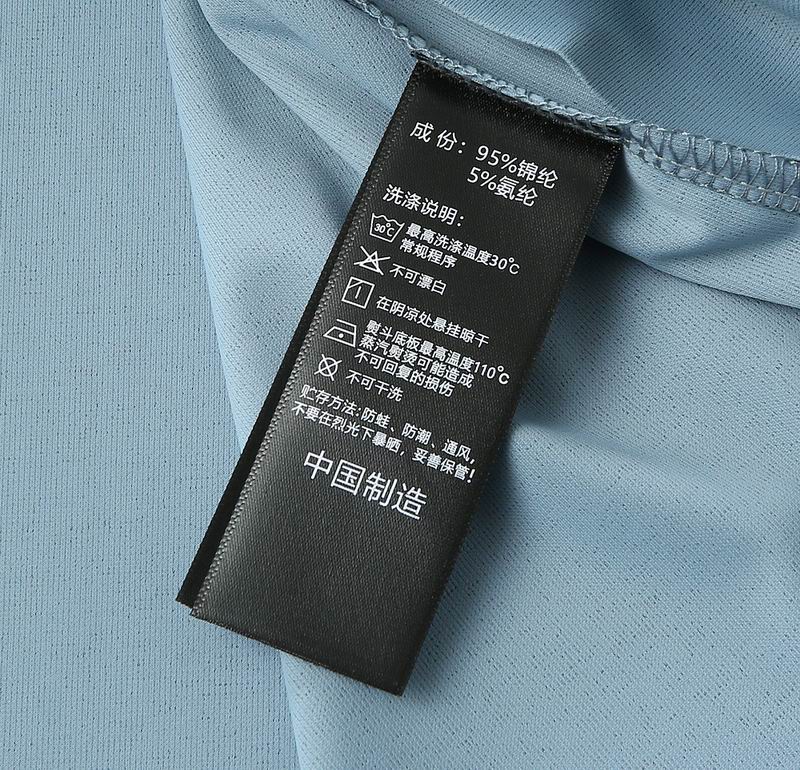 成份：95%锦纶
5%氨纶
洗涤说明：
30℃
最高洗涤温度30℃
常规程序
不可漂白
在阴凉处悬挂晾干
熨斗底板最高温度110℃
蒸汽熨烫可能造成
不可回复的损伤
不可干洗
贮存方法:防蛀、防潮、通风,
不要在烈光下暴晒，妥善保管!
中国制造